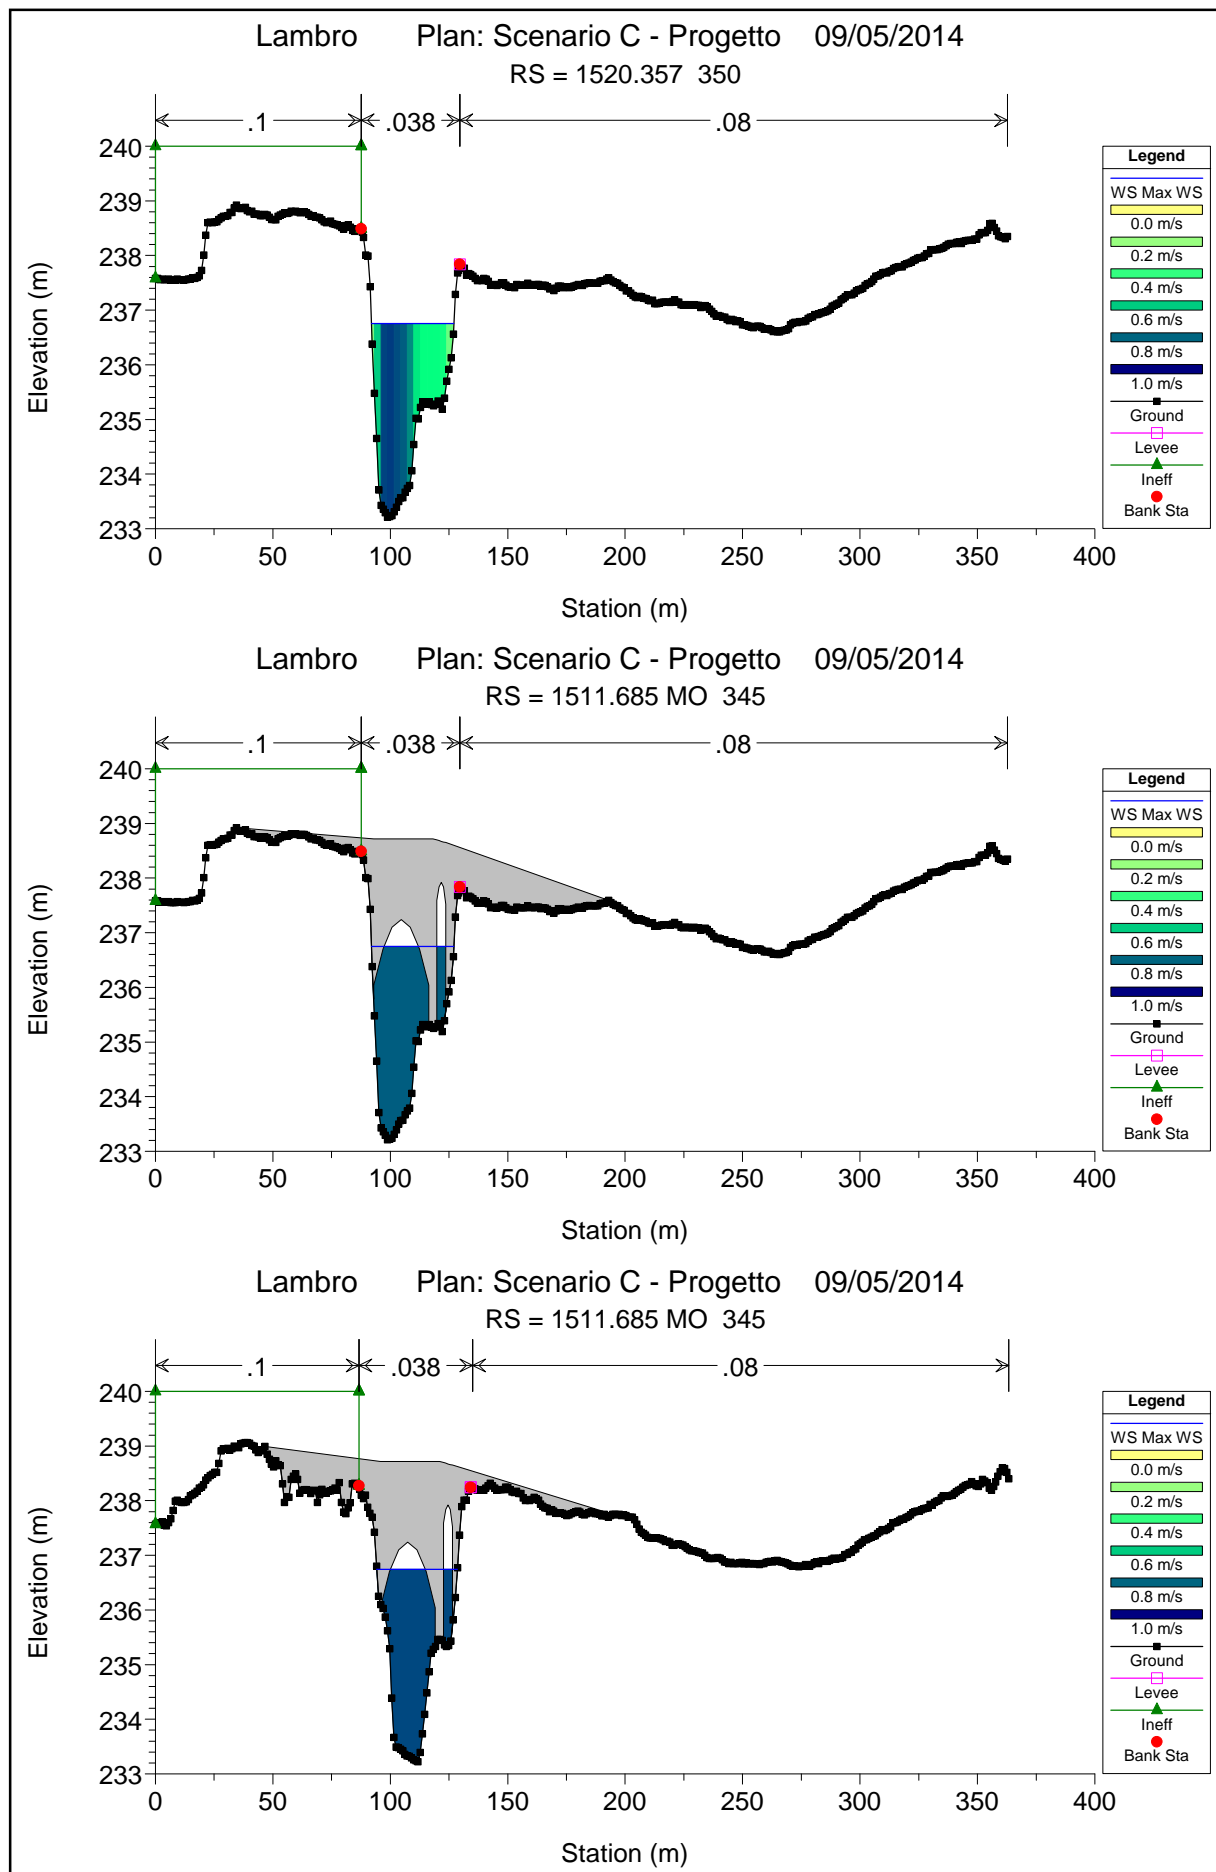 Lambro Plan: Scenario C - Progetto 09/05/2014
RS = 1520.357 350
.1 .038 .08
240
239
238
237
236
235
234
233
Elevation (m)
0 50 100 150 200 250 300 350 400
Station (m)
Legend
WS Max WS
0.0 m/s
0.2 m/s
0.4 m/s
0.6 m/s
0.8 m/s
1.0 m/s
Ground
Levee
Ineff
Bank Sta
Lambro Plan: Scenario C - Progetto 09/05/2014
RS = 1511.685 MO 345
.1 .038 .08
240
239
238
237
236
235
234
233
Elevation (m)
0 50 100 150 200 250 300 350 400
Station (m)
Legend
WS Max WS
0.0 m/s
0.2 m/s
0.4 m/s
0.6 m/s
0.8 m/s
1.0 m/s
Ground
Levee
Ineff
Bank Sta
Lambro Plan: Scenario C - Progetto 09/05/2014
RS = 1511.685 MO 345
.1 .038 .08
240
239
238
237
236
235
234
233
Elevation (m)
0 50 100 150 200 250 300 350 400
Station (m)
Legend
WS Max WS
0.0 m/s
0.2 m/s
0.4 m/s
0.6 m/s
0.8 m/s
1.0 m/s
Ground
Levee
Ineff
Bank Sta